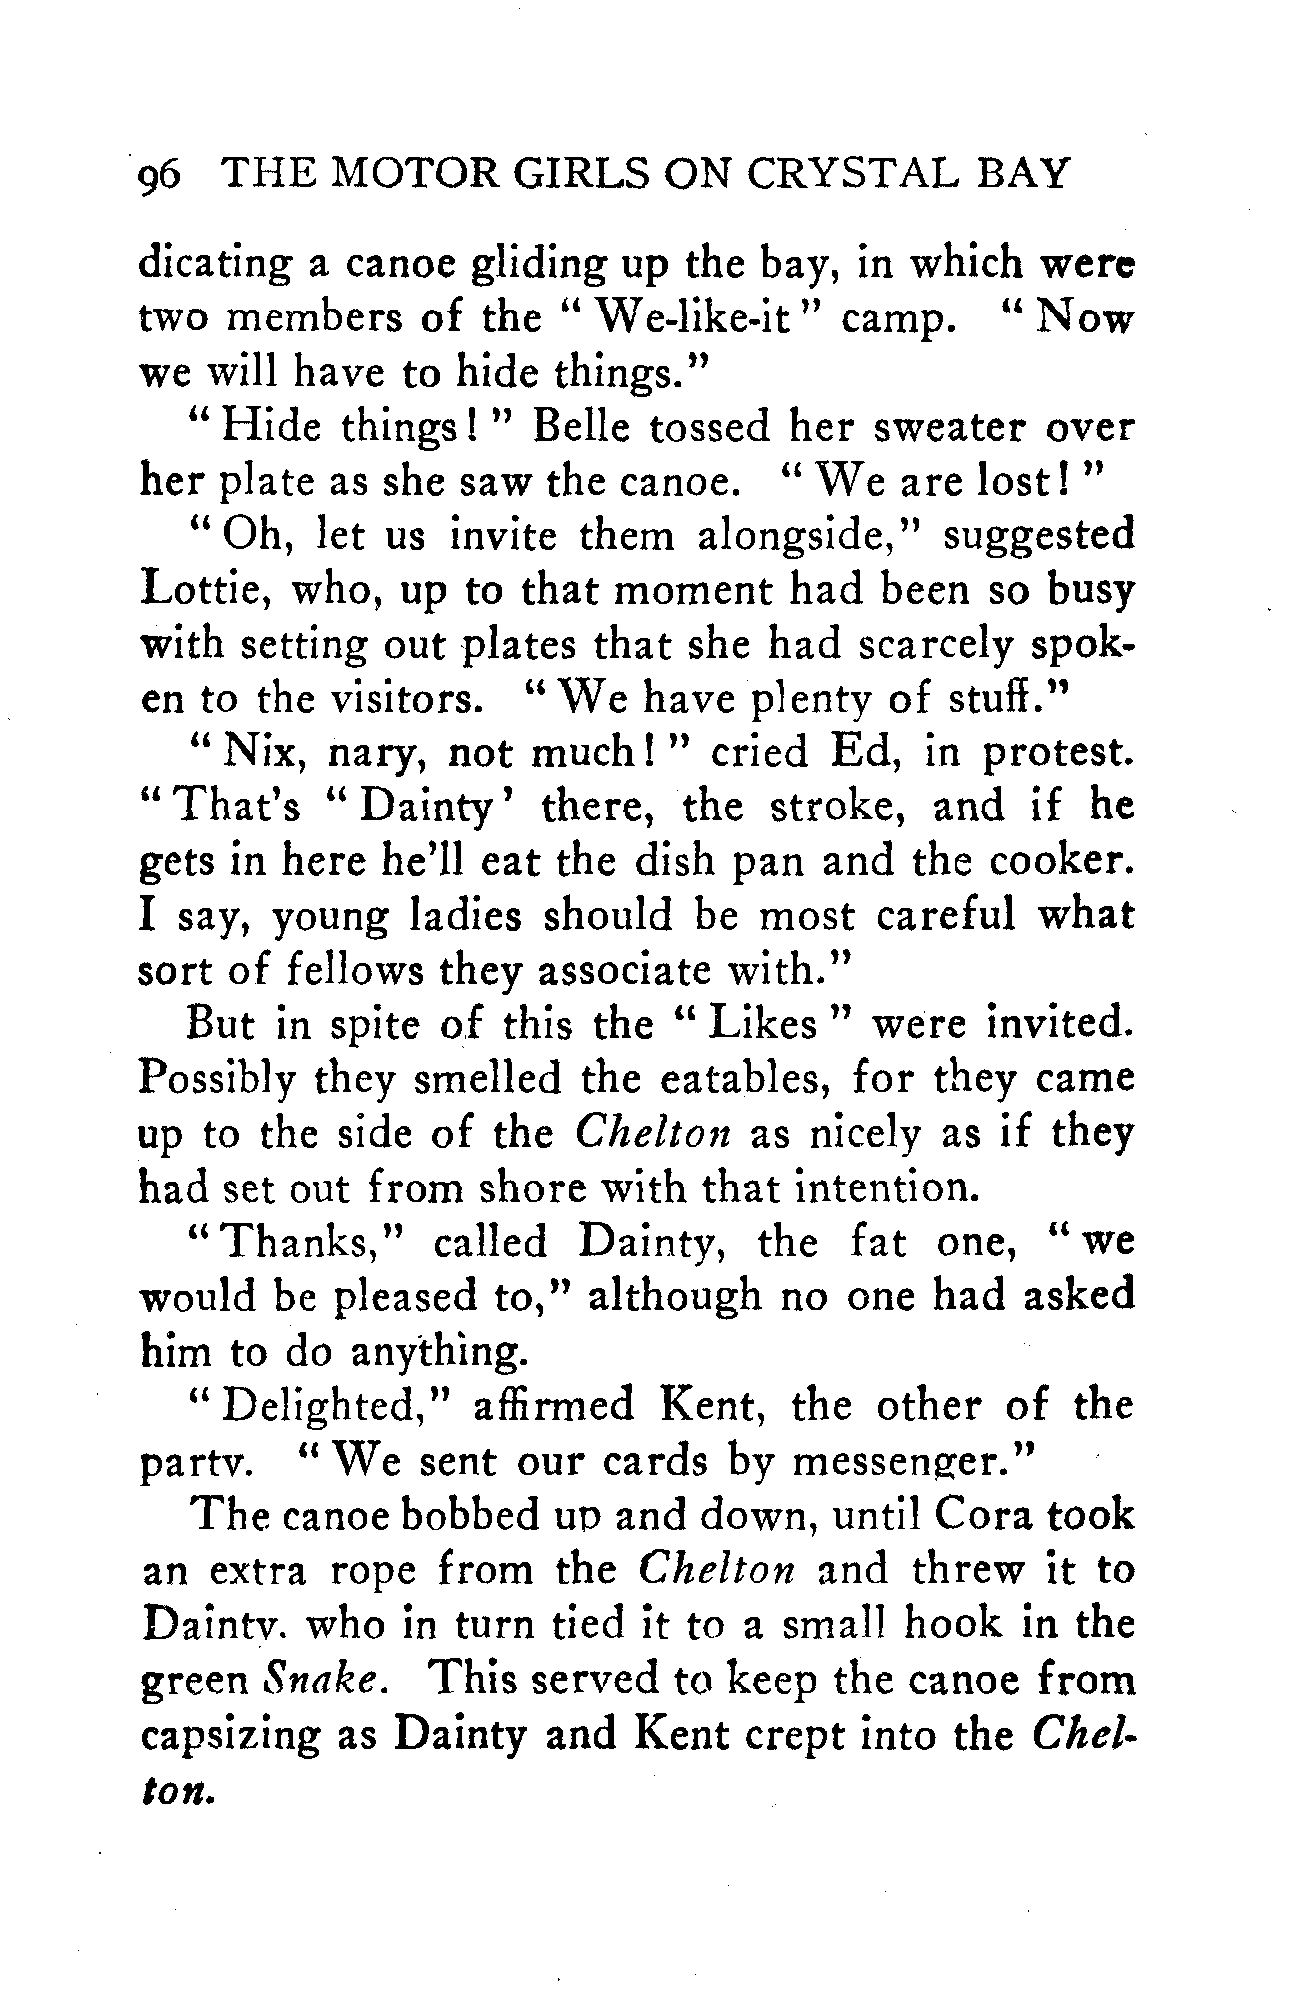 96 THE MOTOR GIRLS ON CRYSTAL BAY
dicating a canoe gliding up the bay, in which were
two members of the “ We-like-it ” camp. “ Now
we will have to hide things.”
“ Hide things ! ” Belle tossed her sweater over
her plate as she saw the canoe. “ We are lost! ”
“ Oh, let us invite them alongside,” suggested
Lottie, who, up to that moment had been so busy
with setting out plates that she had scarcely spok-
en to the visitors. “ We have plenty of stuff.”
“ Nix, nary, not much! ” cried Ed, in protest.
“ That’s “ Dainty ’ there, the stroke, and if he
gets in here he’ll eat the dish pan and the cooker.
I say, young ladies should be most careful what
sort of fellows they associate with.”
But in spite of this the “ Likes ” were invited.
Possibly they smelled the eatables, for they came
up to the side of the Chelton as nicely as if they
had set out from shore with that intention.
“ Thanks,” called Dainty, the fat one, “ we
would be pleased to,” although no one had asked
him to do anything.
“ Delighted,” affirmed Kent, the other of the
party. “ We sent our cards by messenger.”
The canoe bobbed up and down, until Cora took
an extra rope from the Chelton and threw it to
Dainty. who in turn tied it to a small hook in the
green Snake. This served to keep the canoe from
capsizing as Dainty and Kent crept into the Chel-
ton.